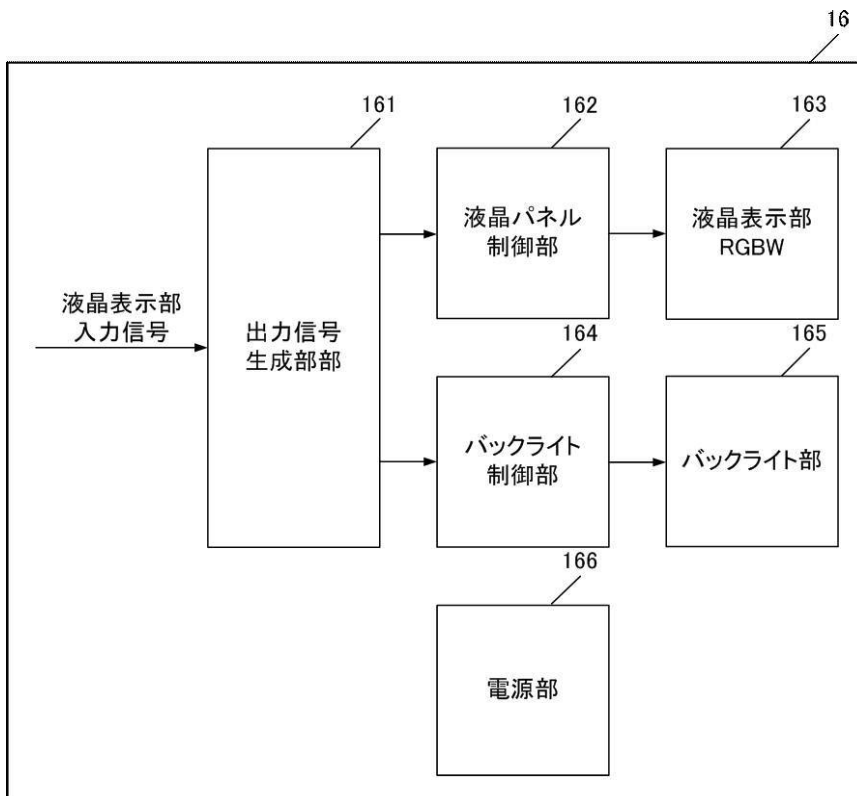 16
161
162
163
液晶パネル
制御部
液晶表示部
RGBW
液晶表示部
入力信号
出力信号
生成部部
164
165
バックライト
制御部
バックライト部
166
電源部